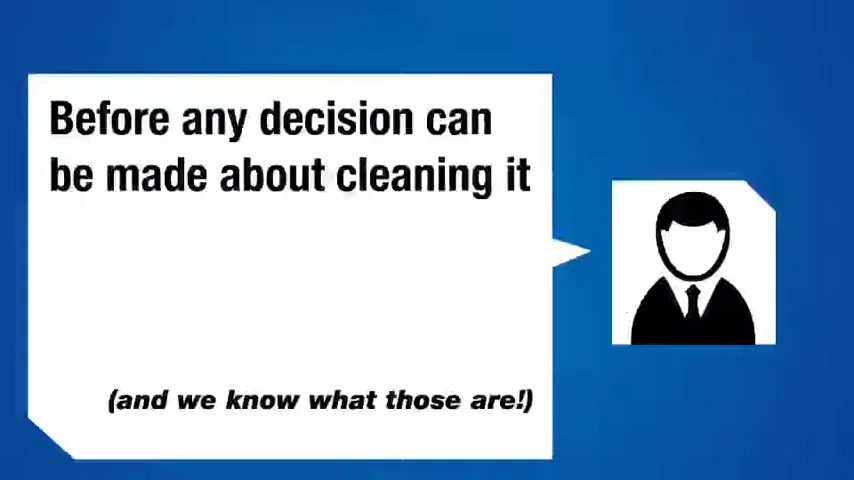 Before any decision can
be made about cleaning it
(and we know what those are!)